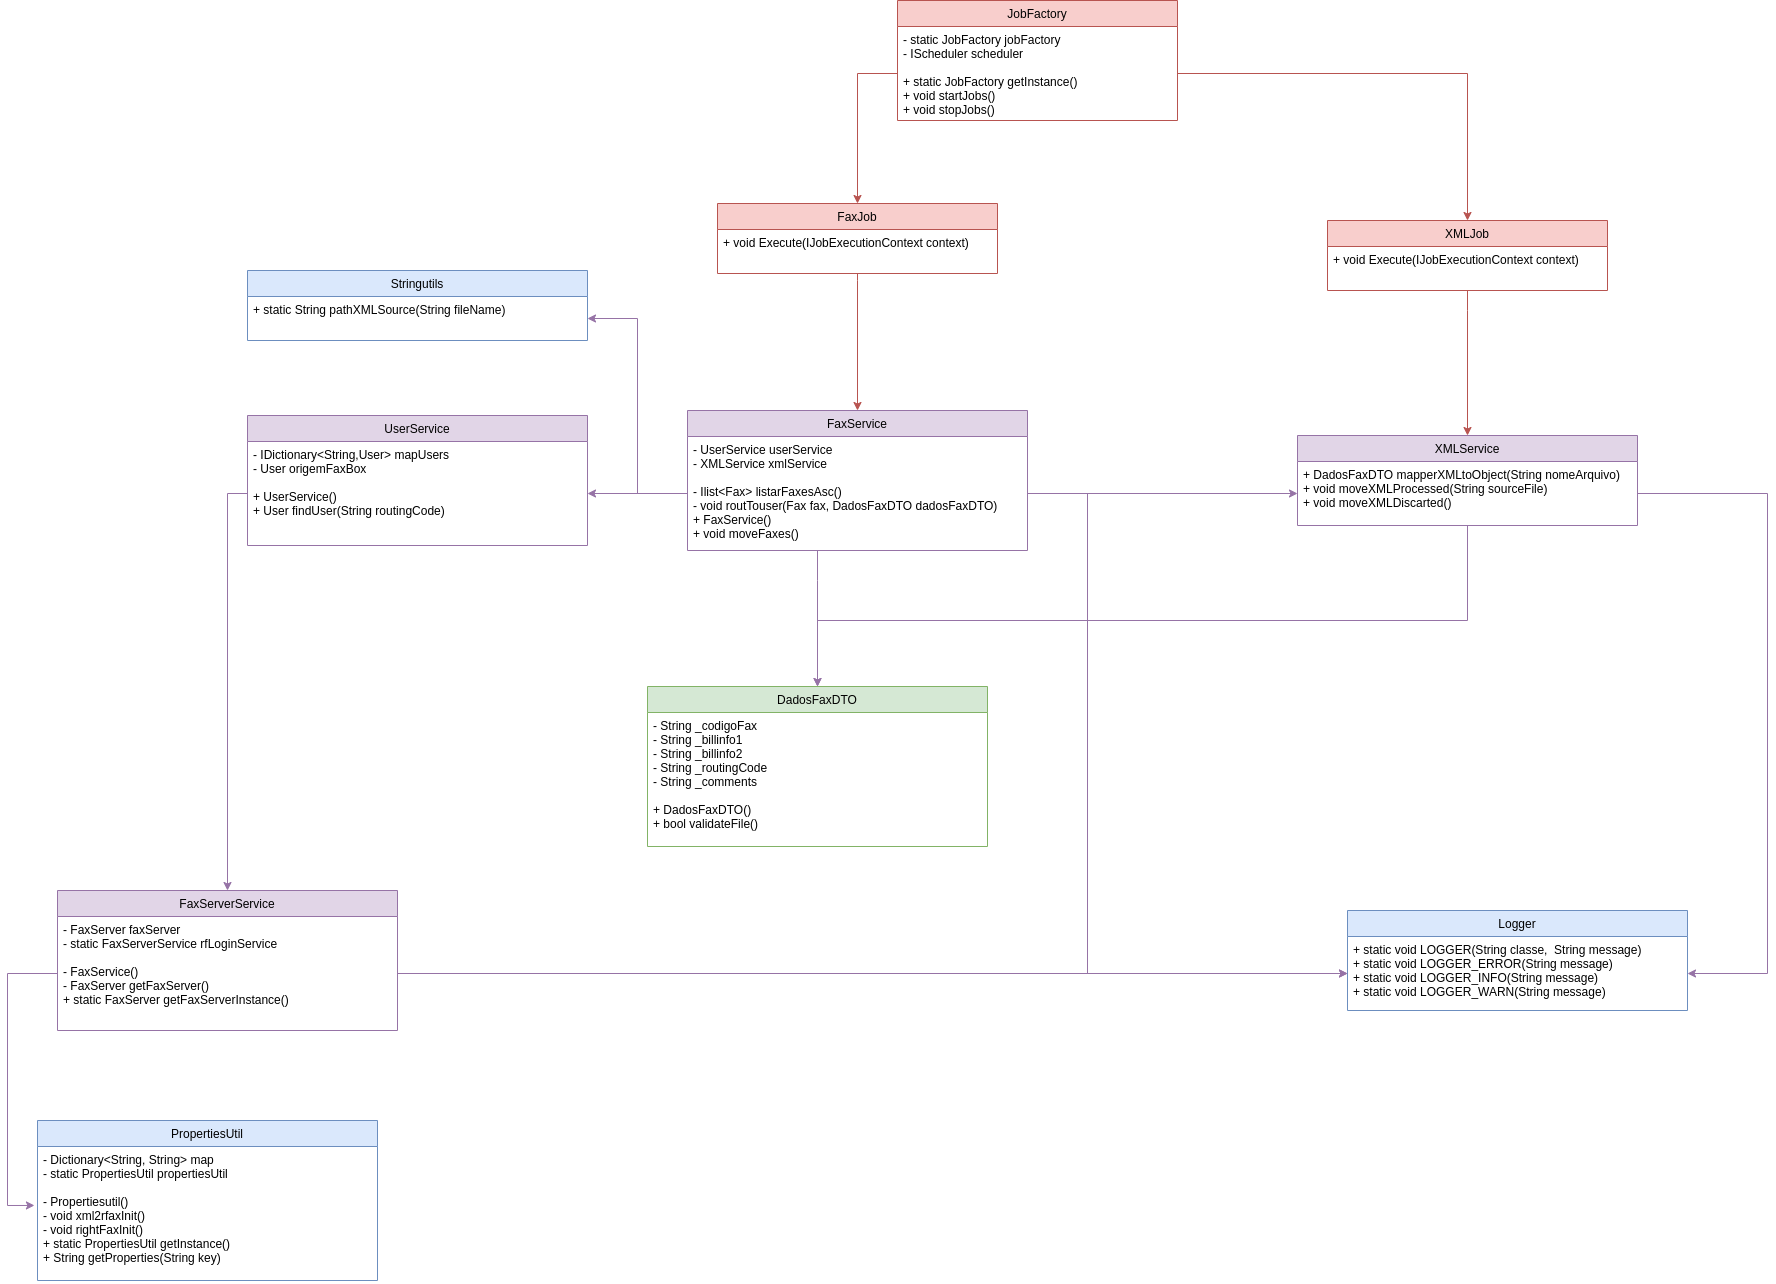 JobFactory
- static JobFactory jobFactory
- IScheduler scheduler
+ static JobFactory getInstance()
+ void startJobs()
+ void stopJobs()
FaxJob
+ void Execute(IJobExecutionContext context)
XMLJob
+ void Execute(IJobExecutionContext context)
Stringutils
+ static String pathXMLSource(String fileName)
UserService
- IDictionary<String,User> mapUsers
- User origemFaxBox
+ UserService()
+ User findUser(String routingCode)
FaxService
- UserService userService
- XMLService xmlService
- Ilist<Fax> listarFaxesAsc()
- void routTouser(Fax fax, DadosFaxDTO dadosFaxDTO)
+ FaxService()
+ void moveFaxes()
XMLService
+ DadosFaxDTO mapperXMLtoObject(String nomeArquivo)
+ void moveXMLProcessed(String sourceFile)
+ void moveXMLDiscarted()
DadosFaxDTO
- String _codigoFax
- String _billinfo1
- String _billinfo2
- String _routingCode
- String _comments
+ DadosFaxDTO()
+ bool validateFile()
FaxServerService
- FaxServer faxServer
- static FaxServerService rfLoginService
- FaxService()
- FaxServer getFaxServer()
+ static FaxServer getFaxServerInstance()
Logger
+ static void LOGGER(String classe,  String message)
+ static void LOGGER_ERROR(String message)
+ static void LOGGER_INFO(String message)
+ static void LOGGER_WARN(String message)
PropertiesUtil
- Dictionary<String, String> map
- static PropertiesUtil propertiesUtil
- Propertiesutil()
- void xml2rfaxInit()
- void rightFaxInit()
+ static PropertiesUtil getInstance()
+ String getProperties(String key)